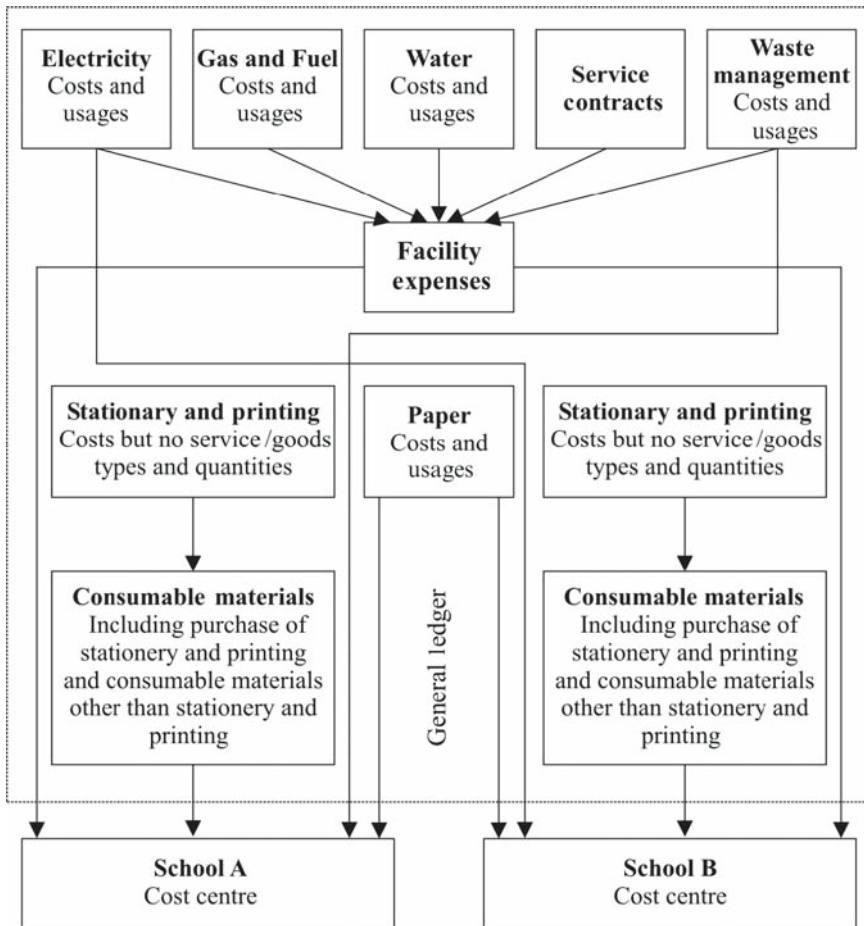 Electricity
Costs and
usages
Gas and Fuel
Costs and
usages
Water
Costs and
usages
Service
contracts
Waste
management
Costs and
usages
Facility
expenses
Stationary and printing
Costs but no service/goods
types and quantities
Paper
Costs and
usages
Stationary and printing
Costs but no service/goods
types and quantities
Consumable materials
Including purchase of
stationery and printing
and consumable materials
other than stationery and
printing
General ledger
Consumable materials
Including purchase of
stationery and printing
and consumable materials
other than stationery and
printing
School A
Cost centre
School B
Cost centre